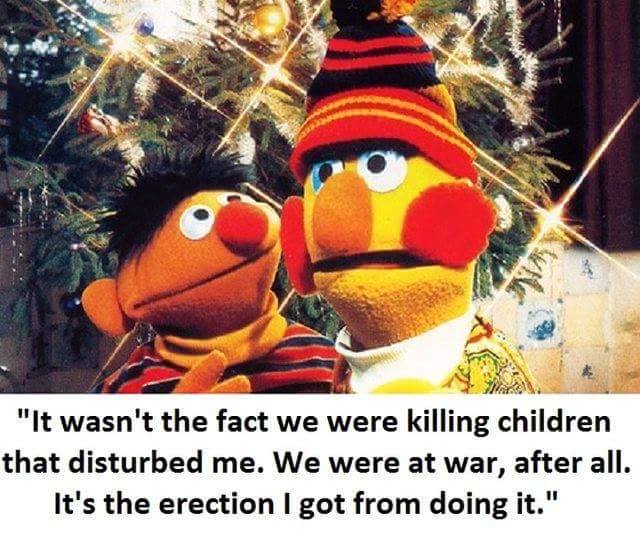 "It wasn't the fact we were killing children
that disturbed me. We were at war, after all.
It's the erection I got from doing it."